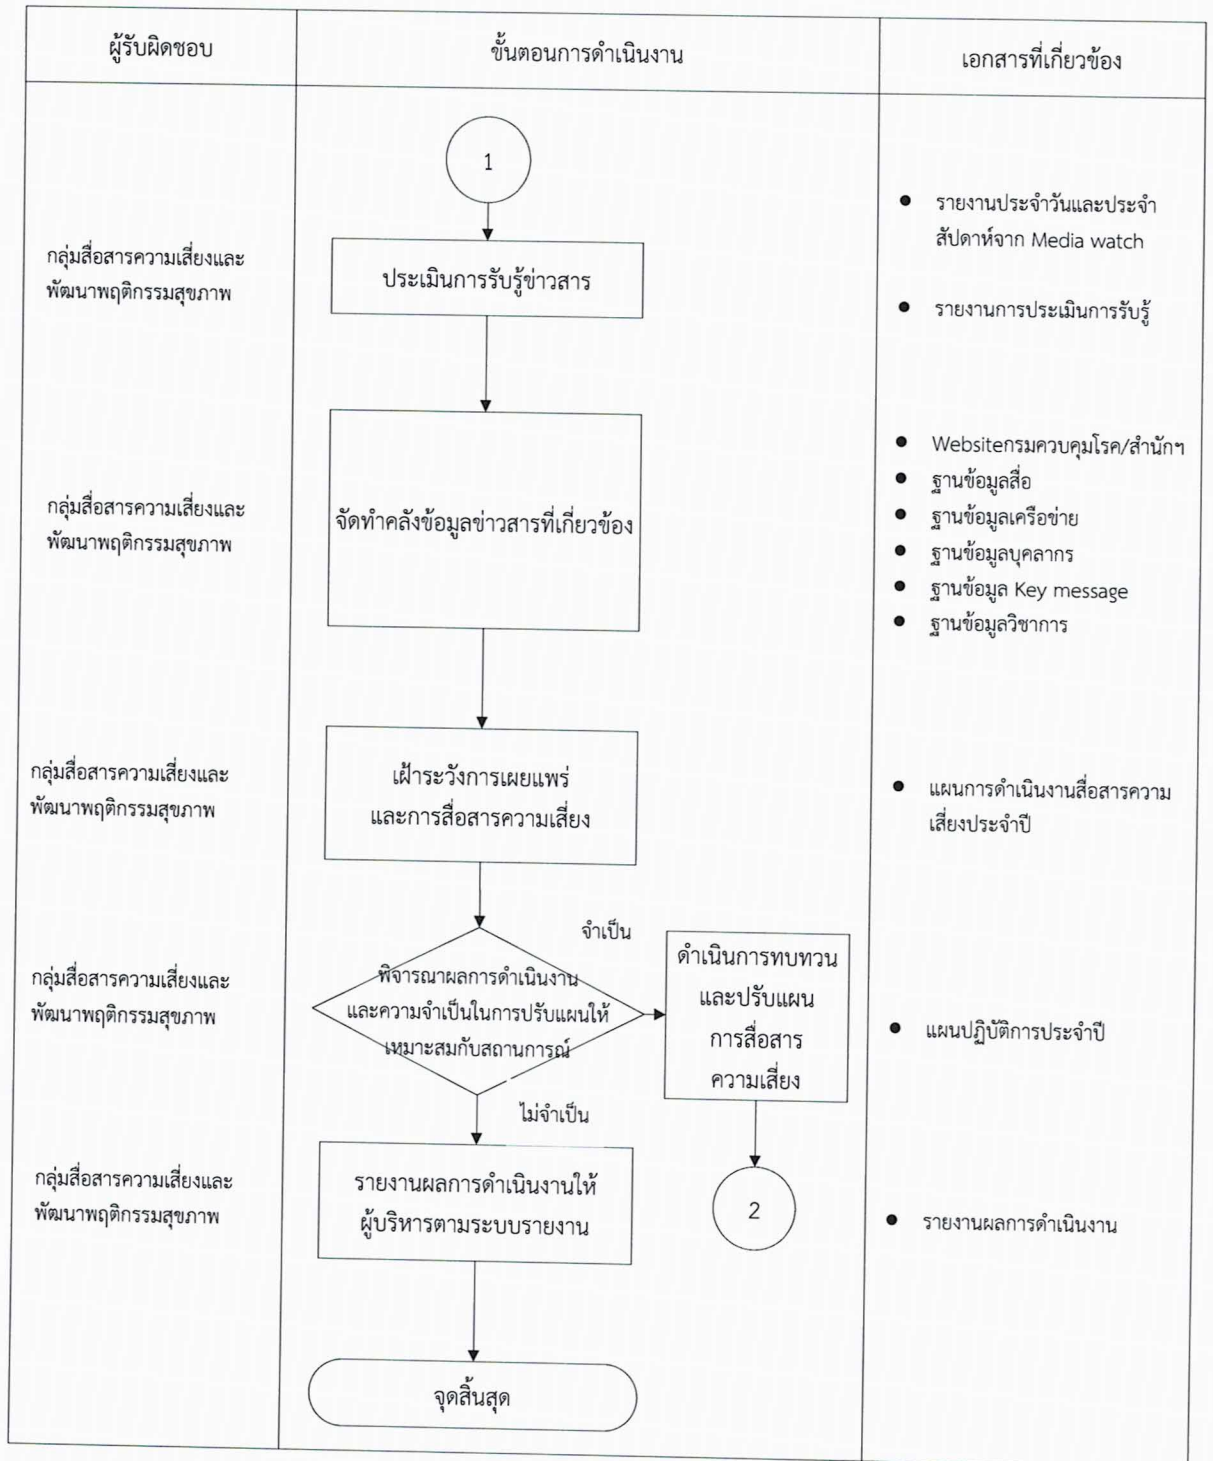 ผู้รับผิดชอบ
ขั้นตอนการดำเนินงาน
เอกสารที่เกี่ยวข้อง
1
กลุ่มสื่อสารความเสี่ยงและ
พัฒนาพฤติกรรมสุขภาพ
ประเมินการรับรู้ข่าวสาร
● รายงานประจำวันและประจำ
สัปดาห์จาก Media watch
● รายงานการประเมินการรับรู้
กลุ่มสื่อสารความเสี่ยงและ
พัฒนาพฤติกรรมสุขภาพ
จัดทำคลังข้อมูลข่าวสารที่เกี่ยวข้อง
● Websiteกรมควบคุมโรค/สำนักฯ
● ฐานข้อมูลสื่อ
● ฐานข้อมูลเครือข่าย
● ฐานข้อมูลบุคลากร
● ฐานข้อมูล Key message
● ฐานข้อมูลวิชาการ
กลุ่มสื่อสารความเสี่ยงและ
พัฒนาพฤติกรรมสุขภาพ
เฝ้าระวังการเผยแพร่
และการสื่อสารความเสี่ยง
● แผนการดำเนินงานสื่อสารความ
เสี่ยงประจำปี
กลุ่มสื่อสารความเสี่ยงและ
พัฒนาพฤติกรรมสุขภาพ
พิจารณาผลการดำเนินงาน
และความจำเป็นในการปรับแผนให้
เหมาะสมกับสถานการณ์
จำเป็น
ดำเนินการทบทวน
และปรับแผน
การสื่อสาร
ความเสี่ยง
● แผนปฏิบัติการประจำปี
ไม่จำเป็น
กลุ่มสื่อสารความเสี่ยงและ
พัฒนาพฤติกรรมสุขภาพ
รายงานผลการดำเนินงานให้
ผู้บริหารตามระบบรายงาน
2
● รายงานผลการดำเนินงาน
จุดสิ้นสุด